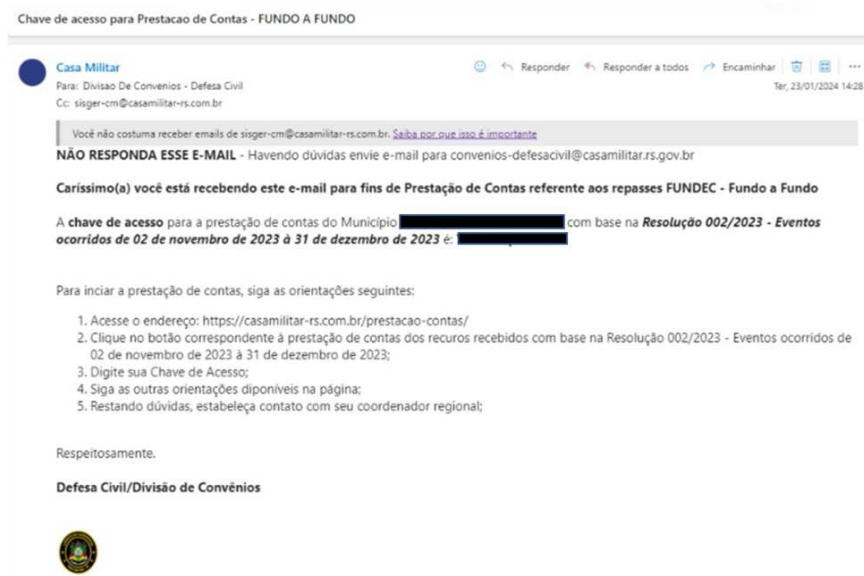 Chave de acesso para Prestacao de Contas - FUNDO A FUNDO
Casa Militar
Responder
Responder a todos
Encaminhar
Para: Divisao De Convenios - Defesa Civil
Ter, 23/01/2024 14:28
Cc: sisger-cm@casamilitar-rs.com.br
Você não costuma receber emails de sisger-cm@casamilitar-rs.com.br. Saiba por que isso é importante
NÃO RESPONDA ESSE E-MAIL - Havendo dúvidas envie e-mail para convenios-defesacivil@casamilitar.rs.gov.br
Caríssimo(a) você está recebendo este e-mail para fins de Prestação de Contas referente aos repasses FUNDEC - Fundo a Fundo
A chave de acesso para a prestação de contas do Município com base na Resolução 002/2023 - Eventos
ocorridos de 02 de novembro de 2023 à 31 de dezembro de 2023 é:
Para inciar a prestação de contas, siga as orientações seguintes:
1. Acesse o endereço: https://casamilitar-rs.com.br/prestacao-contas/
2. Clique no botão correspondente à prestação de contas dos recuros recebidos com base na Resolução 002/2023 - Eventos ocorridos de
02 de novembro de 2023 à 31 de dezembro de 2023;
3. Digite sua Chave de Acesso;
4. Siga as outras orientações diponíveis na página;
5. Restando dúvidas, estabeleça contato com seu coordenador regional;
Respeitosamente.
Defesa Civil/Divisão de Convênios